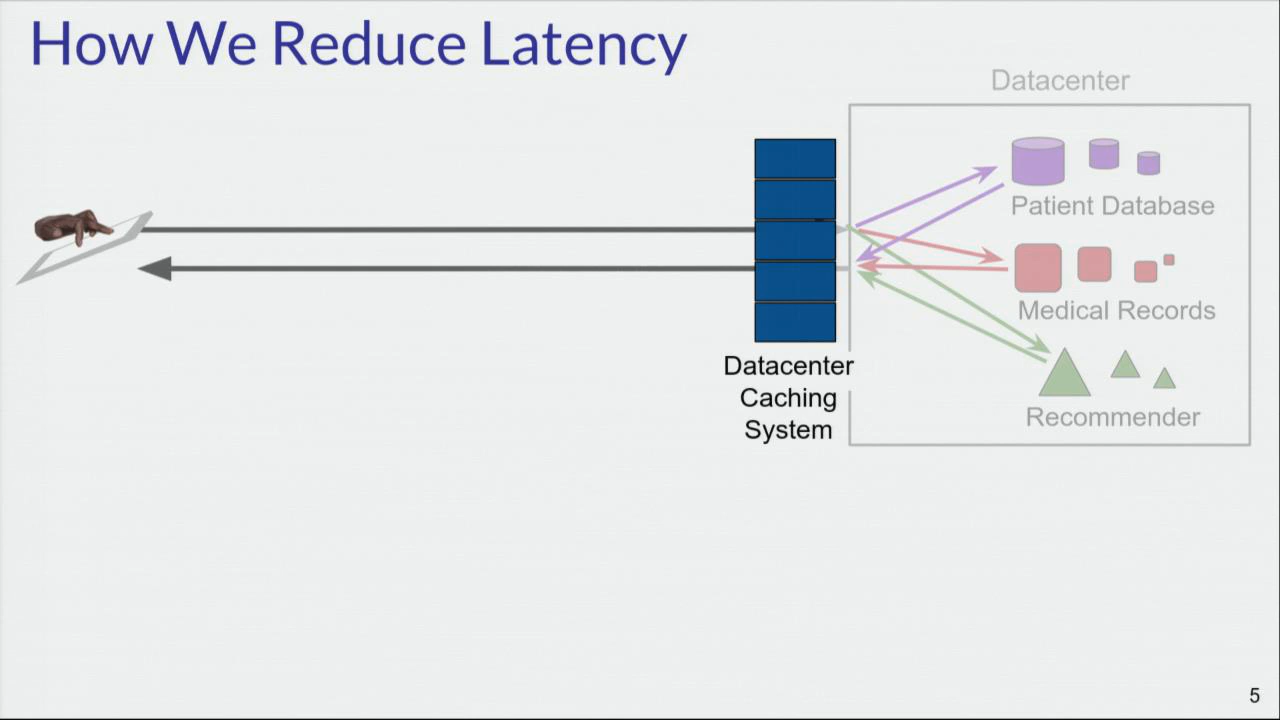 How We Reduce Latency
Datacenter
Patient Database
Medical Records
Recommender
Datacenter
Caching
System
5